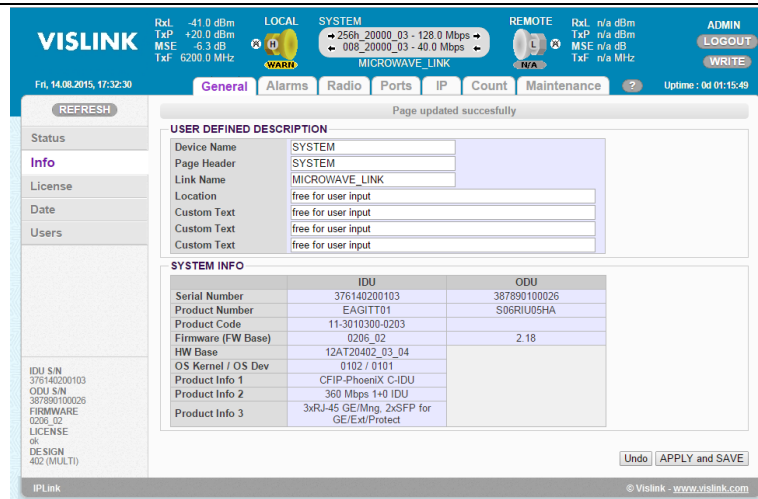 VISLINK
RxL -41.0 dBm
TxP +20.0 dBm
MSE -6.3 dB
TxF 6200.0 MHz
LOCAL
R H
WARN
SYSTEM
→ 256h_20000_03 - 128.0 Mbps →
← 008_20000_03 - 40.0 Mbps ←
MICROWAVE_LINK
REMOTE
L R
N/A
RxL n/a dBm
TxP n/a dBm
MSE n/a dB
TxF n/a MHz
ADMIN
LOGOUT
WRITE
Fri, 14.08.2015, 17:32:30
General Alarms Radio Ports IP Count Maintenance ?
Uptime : 0d 01:15:49
REFRESH
Status
Info
License
Date
Users
IDU S/N
376140200103
ODU S/N
387890100026
FIRMWARE
0206_02
LICENSE
ok
DESIGN
402 (MULTI)
Page updated succesfully
USER DEFINED DESCRIPTION
Device Name SYSTEM
Page Header SYSTEM
Link Name MICROWAVE_LINK
Location free for user input
Custom Text free for user input
Custom Text free for user input
Custom Text free for user input
SYSTEM INFO
IDU ODU
Serial Number 376140200103 387890100026
Product Number EAGITT01 S06RIU05HA
Product Code 11-3010300-0203
Firmware (FW Base) 0206_02 2.18
HW Base 12AT20402_03_04
OS Kernel / OS Dev 0102 / 0101
Product Info 1 CFIP-PhoeniX C-IDU
Product Info 2 360 Mbps 1+0 IDU
Product Info 3 3xRJ-45 GE/Mng, 2xSFP for
GE/Ext/Protect
Undo APPLY and SAVE
IPLink
© Vislink - www.vislink.com